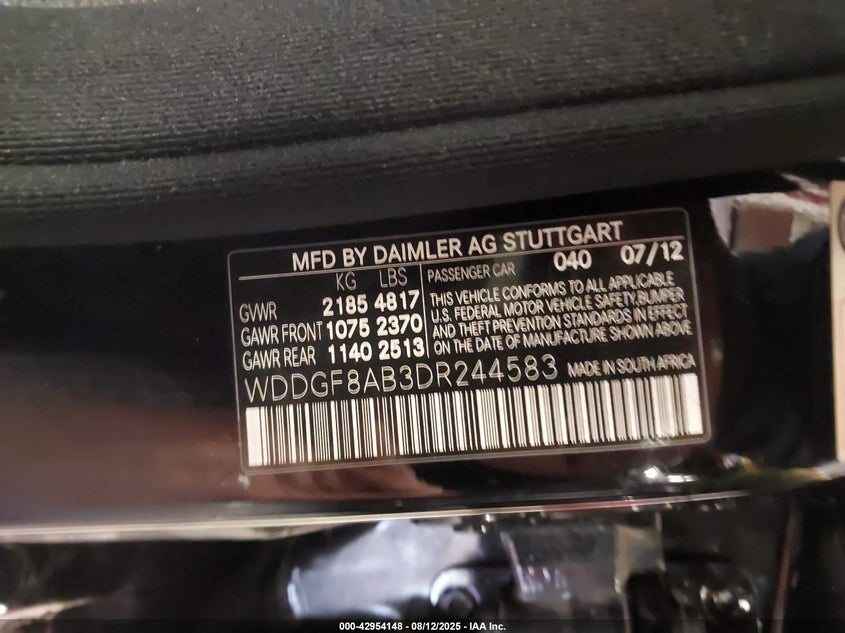 MFD BY DAIMLER AG STUTTGART
KG LBS
GVWR 2185 4817
GAWR FRONT 1075 2370
GAWR REAR 1140 2513
PASSENGER CAR 040 07/12
THIS VEHICLE CONFORMS TO ALL APPLICABLE
U.S. FEDERAL MOTOR VEHICLE SAFETY, BUMPER
AND THEFT PREVENTION STANDARDS IN EFFECT
ON THE DATE OF MANUFACTURE SHOWN ABOVE
WDDGF8AB3DR244583 MADE IN SOUTH AFRICA
000-42954148 - 08/12/2025 - IAA Inc.